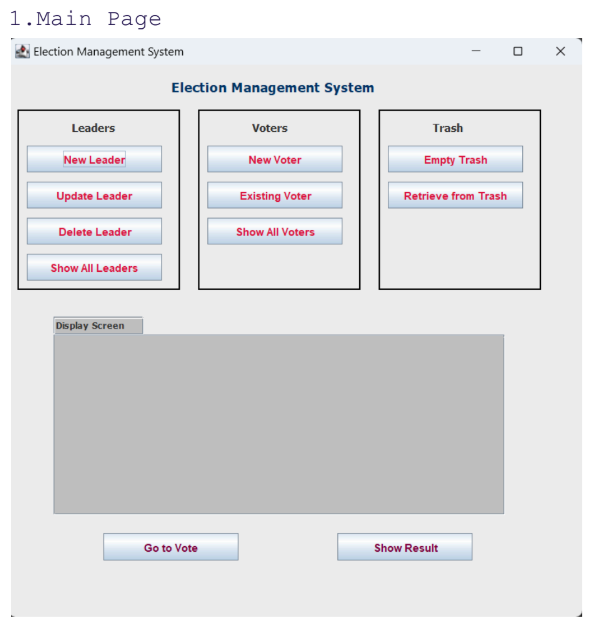 1.Main Page
Election Management System
Election Management System
Leaders
New Leader
Update Leader
Delete Leader
Show All Leaders
Voters
New Voter
Existing Voter
Show All Voters
Trash
Empty Trash
Retrieve from Trash
Display Screen
Go to Vote
Show Result